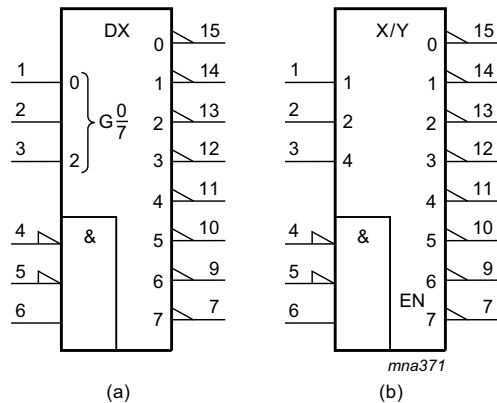 DX
0 15
1 0 1 14
2 G 0/7 2 13
3 2 3 12
4 11
4 & 5 10
5 6 9
6 7 7
(a)
X/Y
0 15
1 1 1 14
2 2 2 13
3 4 3 12
4 11
4 & 5 10
5 6 9
6 EN 7 7
mna371
(b)